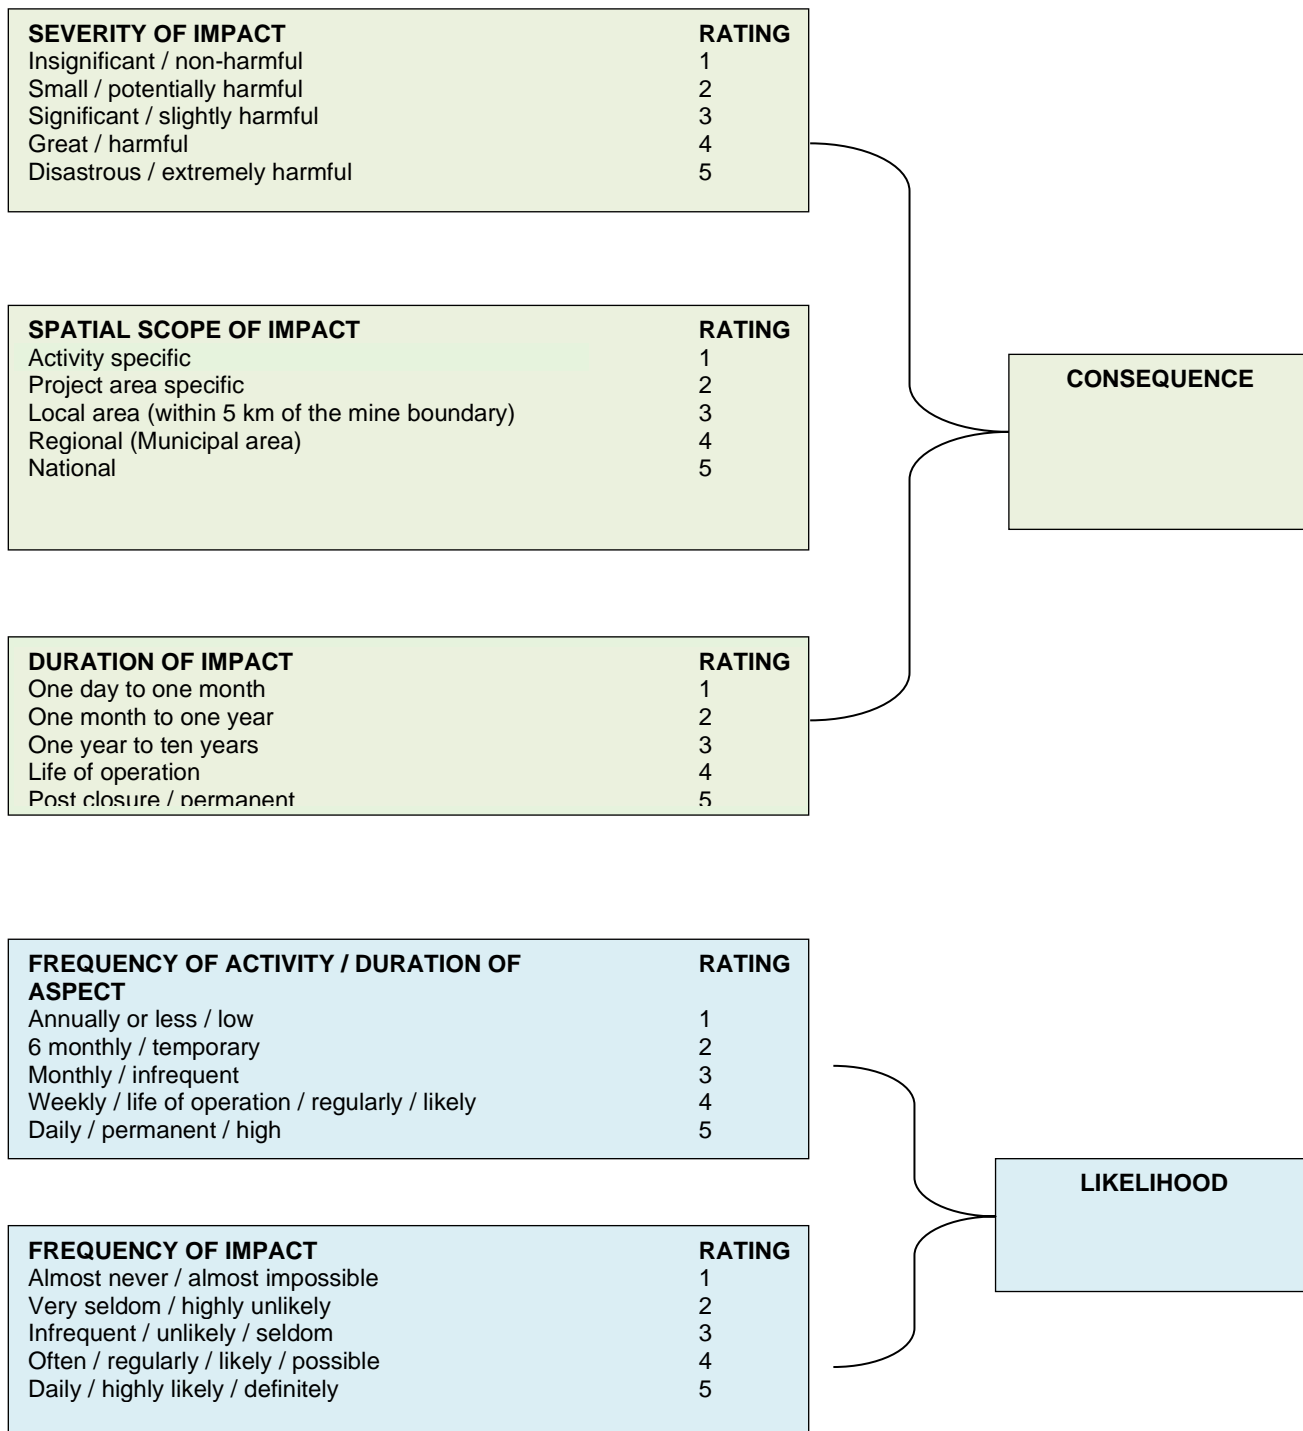 SEVERITY OF IMPACT RATING
Insignificant / non-harmful 1
Small / potentially harmful 2
Significant / slightly harmful 3
Great / harmful 4
Disastrous / extremely harmful 5
SPATIAL SCOPE OF IMPACT RATING
Activity specific 1
Project area specific 2
Local area (within 5 km of the mine boundary) 3
Regional (Municipal area) 4
National 5
CONSEQUENCE
DURATION OF IMPACT RATING
One day to one month 1
One month to one year 2
One year to ten years 3
Life of operation 4
Post closure / permanent 5
FREQUENCY OF ACTIVITY / DURATION OF RATING
ASPECT
Annually or less / low 1
6 monthly / temporary 2
Monthly / infrequent 3
Weekly / life of operation / regularly / likely 4
Daily / permanent / high 5
LIKELIHOOD
FREQUENCY OF IMPACT RATING
Almost never / almost impossible 1
Very seldom / highly unlikely 2
Infrequent / unlikely / seldom 3
Often / regularly / likely / possible 4
Daily / highly likely / definitely 5